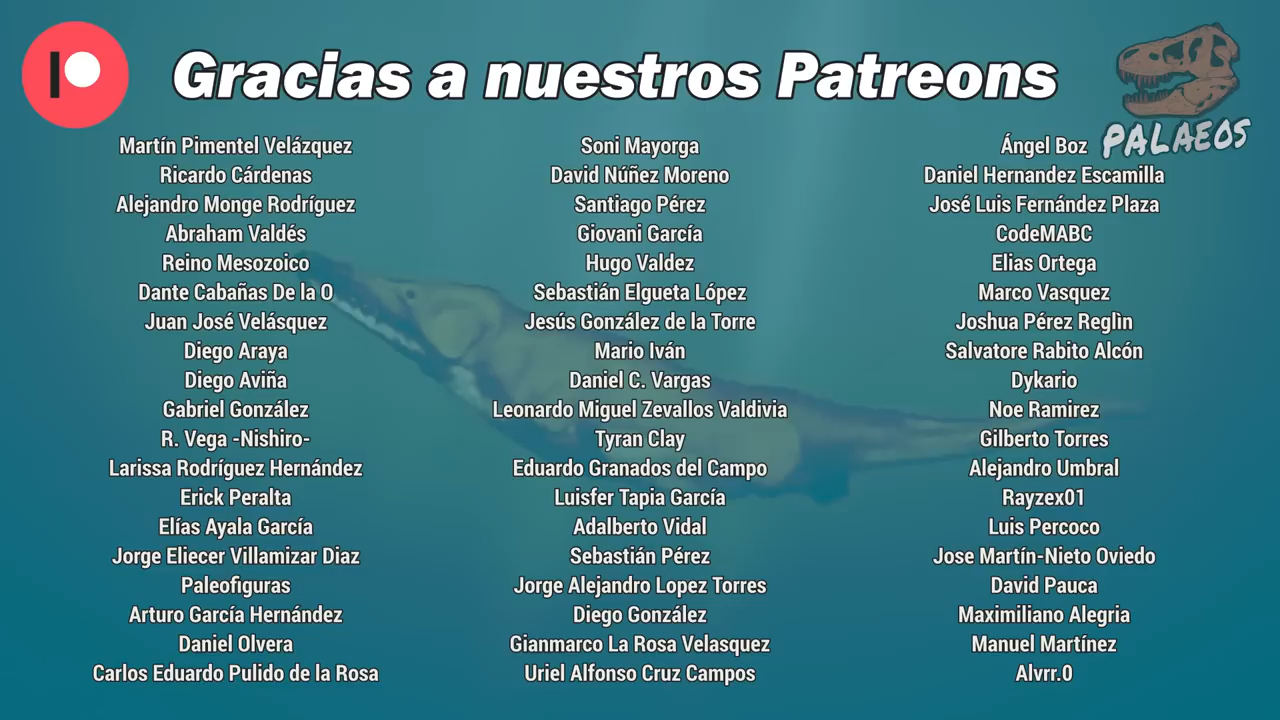 Gracias a nuestros Patreons
PALAEOS
Martín Pimentel Velázquez
Ricardo Cárdenas
Alejandro Monge Rodríguez
Abraham Valdés
Reino Mesozoico
Dante Cabañas De la O
Juan José Velásquez
Diego Araya
Diego Aviña
Gabriel González
R. Vega -Nishiro-
Larissa Rodríguez Hernández
Erick Peralta
Elías Ayala García
Jorge Eliecer Villamizar Diaz
Paleofiguras
Arturo García Hernández
Daniel Olvera
Carlos Eduardo Pulido de la Rosa
Soni Mayorga
David Núñez Moreno
Santiago Pérez
Giovani García
Hugo Valdez
Sebastián Elgueta López
Jesús González de la Torre
Mario Iván
Daniel C. Vargas
Leonardo Miguel Zevallos Valdivia
Tyran Clay
Eduardo Granados del Campo
Luisfer Tapia García
Adalberto Vidal
Sebastián Pérez
Jorge Alejandro Lopez Torres
Diego González
Gianmarco La Rosa Velasquez
Uriel Alfonso Cruz Campos
Ángel Boz
Daniel Hernandez Escamilla
José Luis Fernández Plaza
CodeMABC
Elias Ortega
Marco Vasquez
Joshua Pérez Reglìn
Salvatore Rabito Alcón
Dykario
Noe Ramirez
Gilberto Torres
Alejandro Umbral
Rayzex01
Luis Percoco
Jose Martín-Nieto Oviedo
David Pauca
Maximiliano Alegria
Manuel Martínez
Alvrr.0